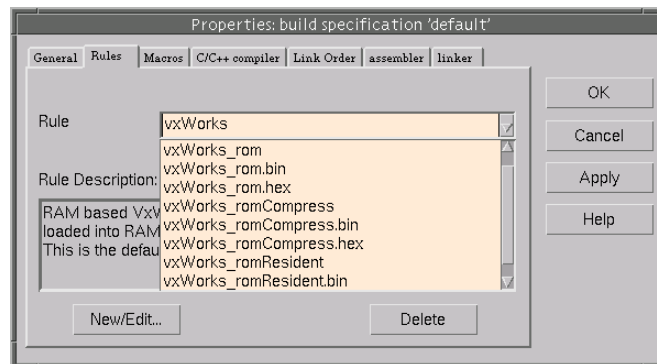 Properties: build specification 'default'
General Rules Macros C/C++ compiler Link Order assembler linker
OK
Rule vxWorks
Cancel
vxWorks_rom
vxWorks_rom.bin
Rule Description: vxWorks_rom.hex
Apply
vxWorks_romCompress
RAM based VxW
vxWorks_romCompress.bin
Help
loaded into RAM
vxWorks_romCompress.hex
This is the defau
vxWorks_romResident
vxWorks_romResident.bin
New/Edit... Delete